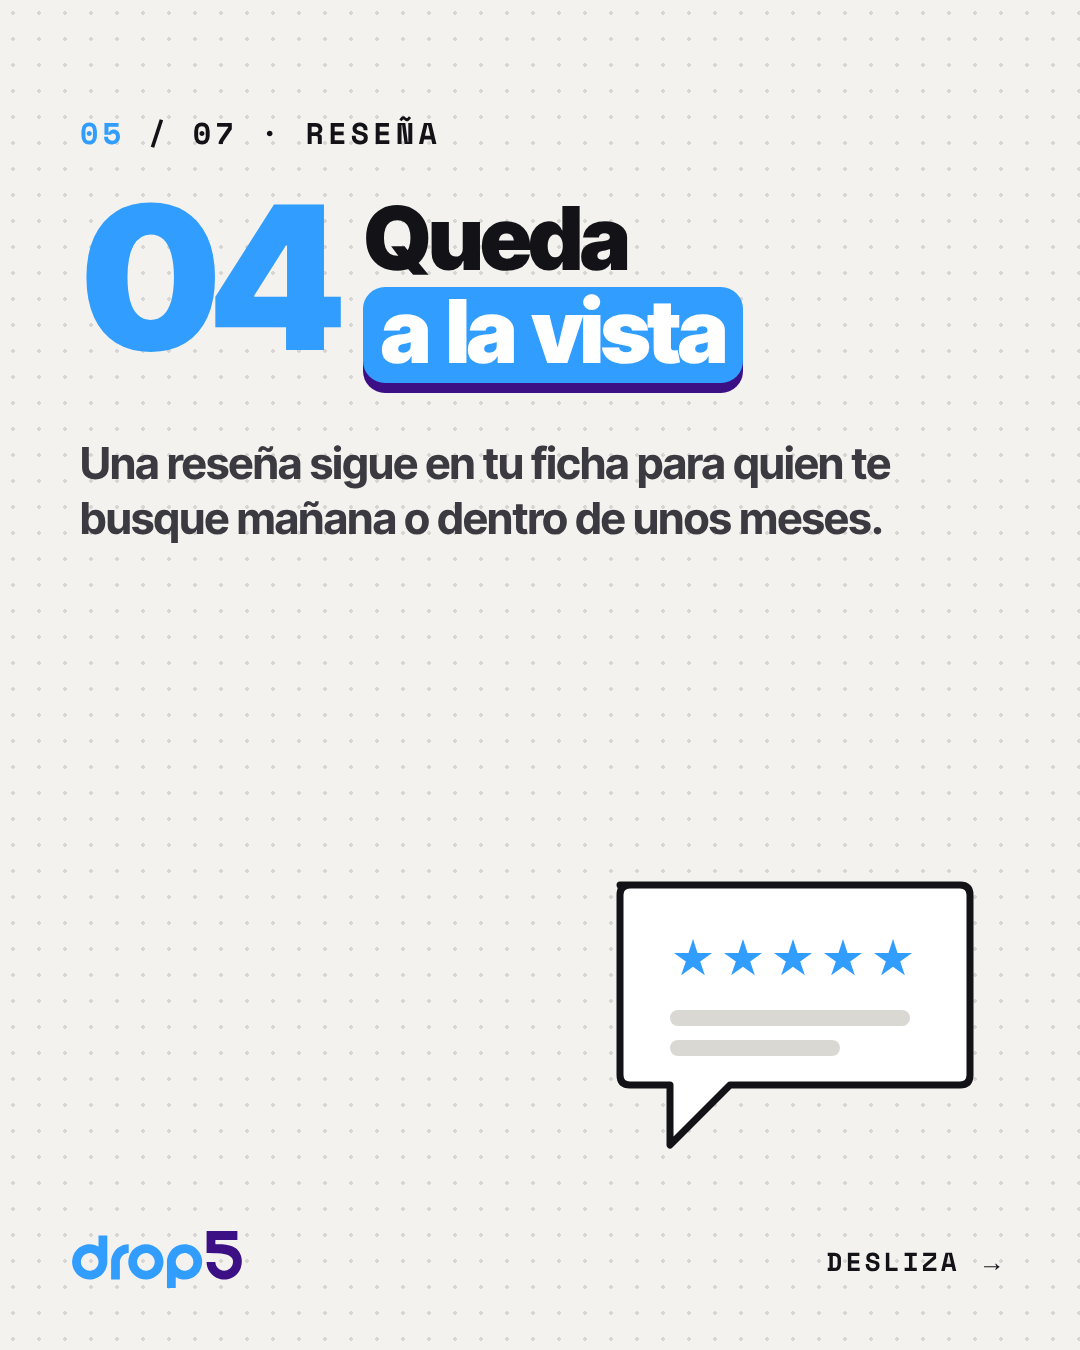 05 / 07 · RESEÑA
04
Queda
a la vista
Una reseña sigue en tu ficha para quien te
busque mañana o dentro de unos meses.
drop5
DESLIZA →